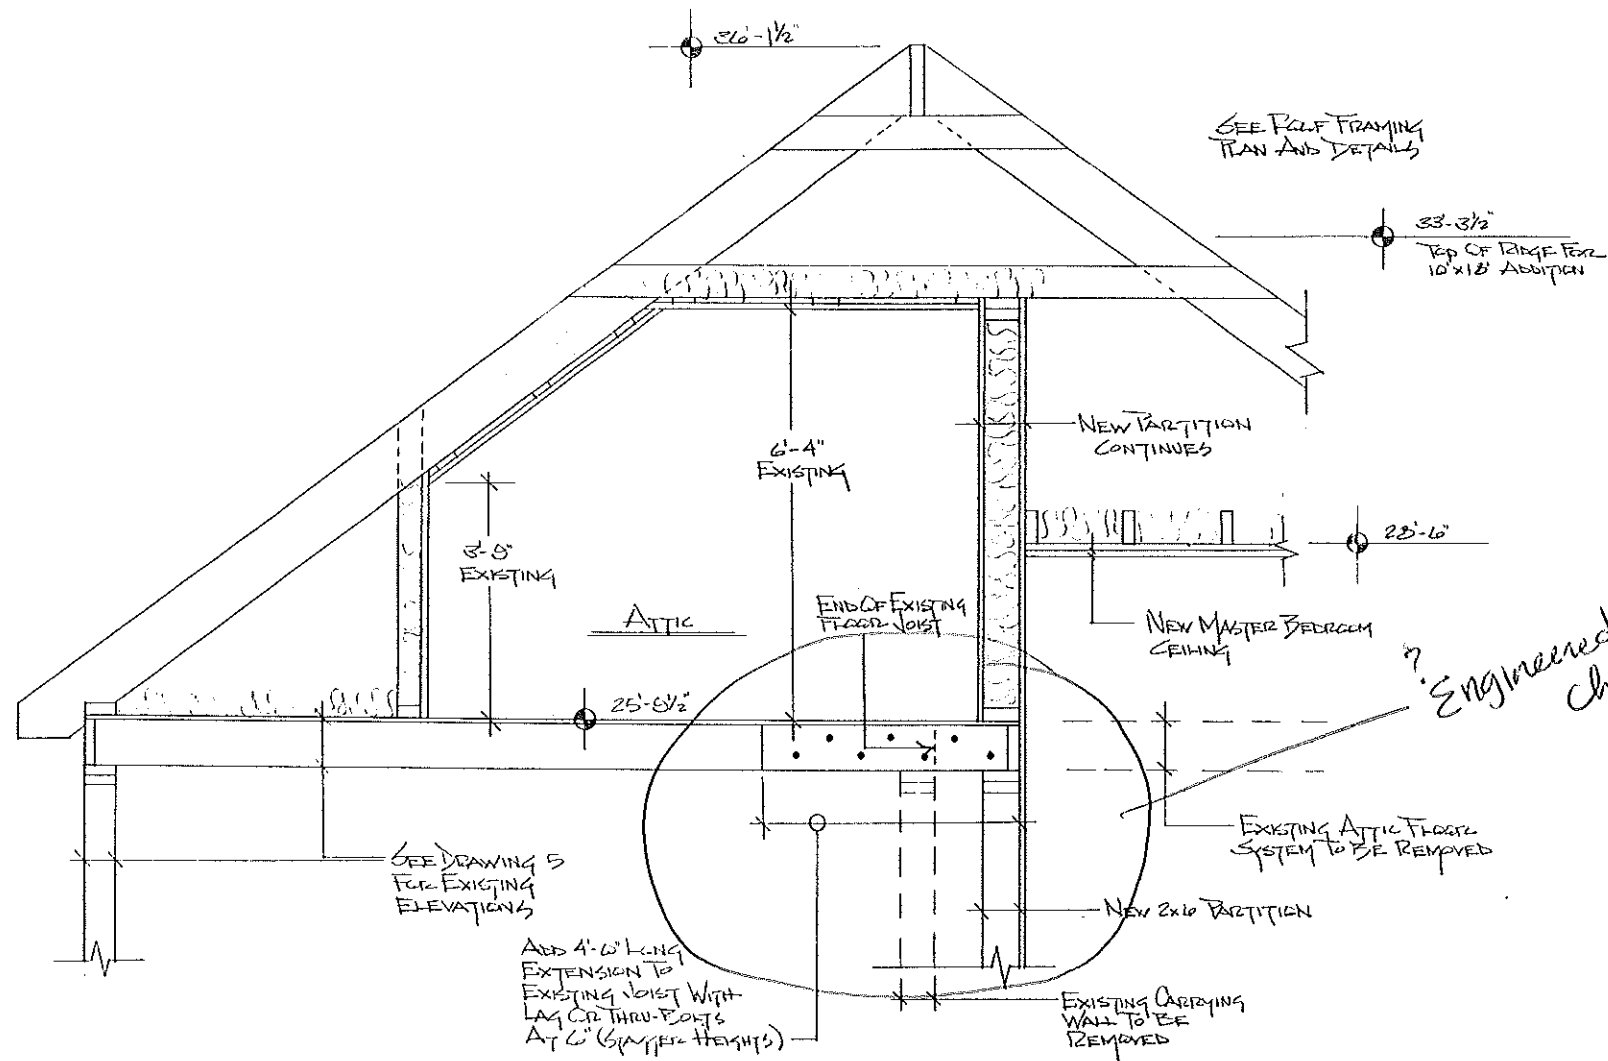 36'-1½"
SEE ROOF FRAMING
PLAN AND DETAILS
33'-3½"
TOP OF RIDGE FOR
10'x18' ADDITION
NEW PARTITION
CONTINUES
6'-4"
EXISTING
28'-6"
3'-8"
EXISTING
ATTIC
END OF EXISTING
FLOOR JOIST
NEW MASTER BEDROOM
CEILING
?
Engineered
25'-8½"
EXISTING ATTIC FLOOR
SYSTEM TO BE REMOVED
SEE DRAWING 5
FOR EXISTING
ELEVATIONS
NEW 2x6 PARTITION
ADD 4'-0" LONG
EXTENSION TO
EXISTING JOIST WITH
LAG OR THRU-BOLTS
AT 6" (STAGGER HEIGHTS)
EXISTING CARRYING
WALL TO BE
REMOVED